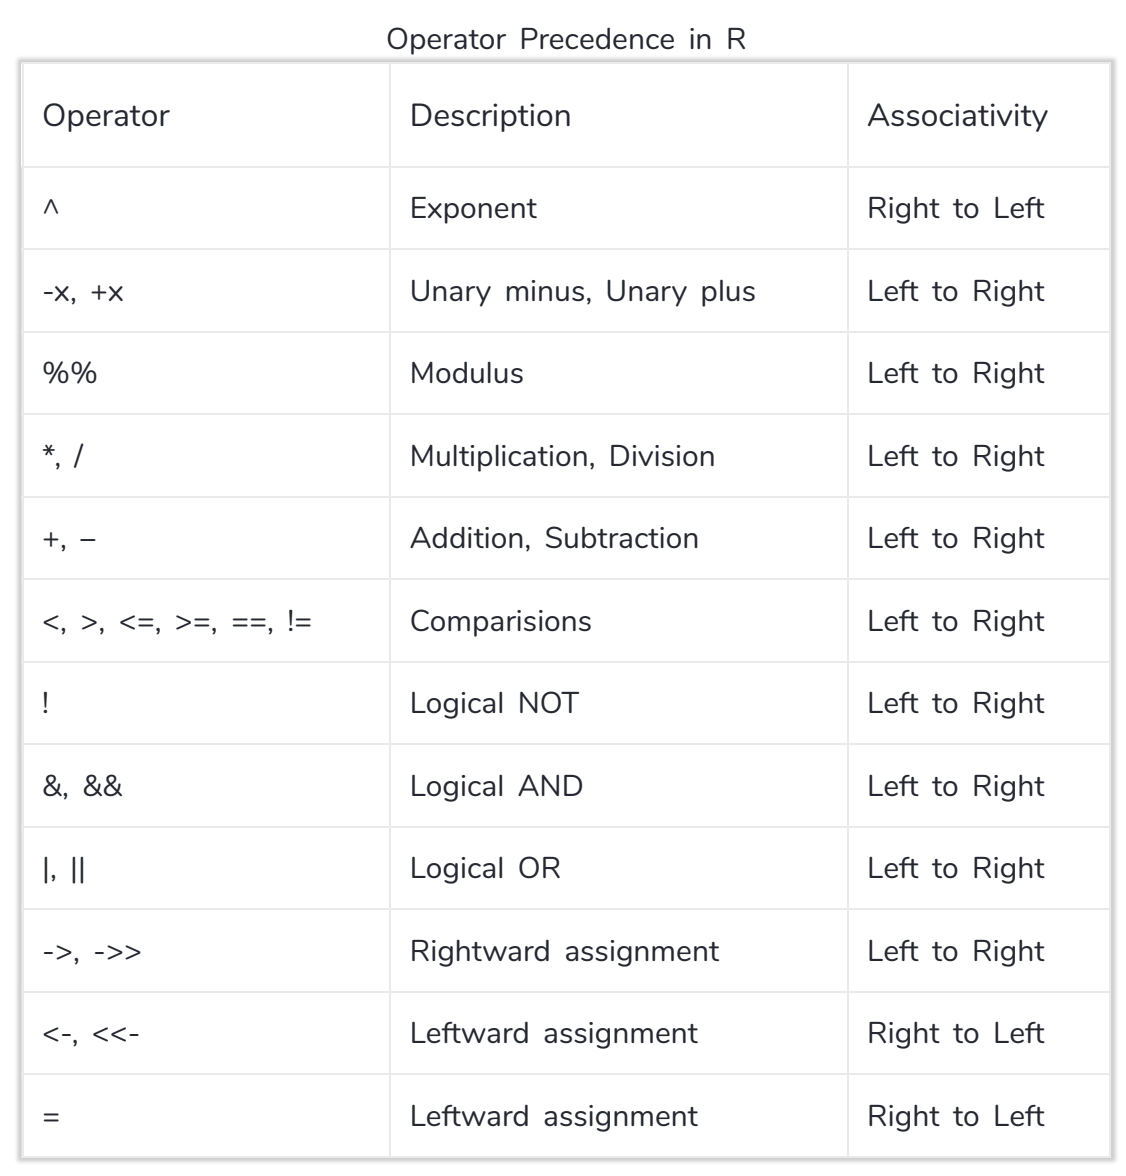 Operator Precedence in R
Operator Description Associativity
^ Exponent Right to Left
-x, +x Unary minus, Unary plus Left to Right
%% Modulus Left to Right
*, / Multiplication, Division Left to Right
+, – Addition, Subtraction Left to Right
<, >, <=, >=, ==, != Comparisions Left to Right
! Logical NOT Left to Right
&, && Logical AND Left to Right
|, || Logical OR Left to Right
->, ->> Rightward assignment Left to Right
<-, <<- Leftward assignment Right to Left
= Leftward assignment Right to Left